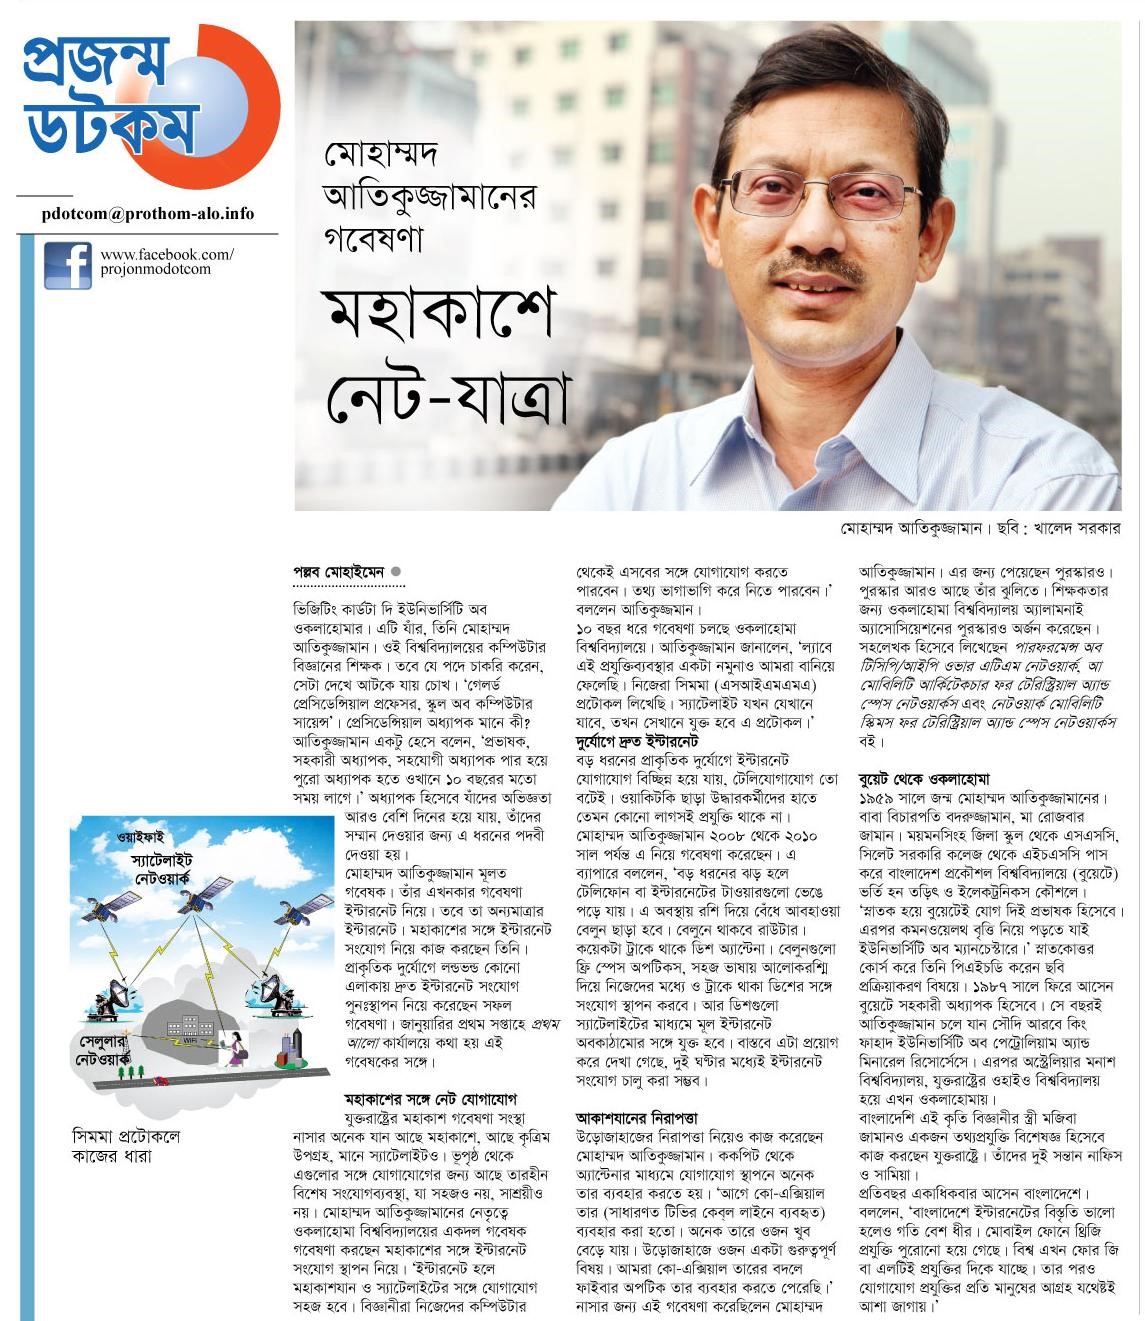 প্রজন্ম
ডটকম
pdotcom@prothom-alo.info
www.facebook.com/
projonmodotcom
মোহাম্মদ
আতিকুজ্জামানের
গবেষণা
মহাকাশে
নেট-যাত্রা
মোহাম্মদ আতিকুজ্জামান। ছবি : খালেদ সরকার
পল্লব মোহাইমেন
ভিজিটিং কার্ডটা দি ইউনিভার্সিটি অব
ওকলাহোমার। এটি যাঁর, তিনি মোহাম্মদ
আতিকুজ্জামান। ওই বিশ্ববিদ্যালয়ের কম্পিউটার
বিজ্ঞানের শিক্ষক। তবে যে পদে চাকরি করেন,
সেটা দেখে আটকে যায় চোখ। ‘গেলর্ড
প্রেসিডেন্সিয়াল প্রফেসর, স্কুল অব কম্পিউটার
সায়েন্স’। প্রেসিডেন্সিয়াল অধ্যাপক মানে কী?
আতিকুজ্জামান একটু হেসে বলেন, ‘প্রভাষক,
সহকারী অধ্যাপক, সহযোগী অধ্যাপক পার হয়ে
পুরো অধ্যাপক হতে ওখানে ১০ বছরের মতো
সময় লাগে।’ অধ্যাপক হিসেবে যাঁদের অভিজ্ঞতা
আরও বেশি দিনের হয়ে যায়, তাঁদের
সম্মান দেওয়ার জন্য এ ধরনের পদবী
দেওয়া হয়।
মোহাম্মদ আতিকুজ্জামান মূলত
গবেষক। তাঁর এখনকার গবেষণা
ইন্টারনেট নিয়ে। তবে তা অন্যমাত্রার
ইন্টারনেট। মহাকাশের সঙ্গে ইন্টারনেট
সংযোগ নিয়ে কাজ করছেন তিনি।
প্রাকৃতিক দুর্যোগে লন্ডভন্ড কোনো
এলাকায় দ্রুত ইন্টারনেট সংযোগ
পুনঃস্থাপন নিয়ে করেছেন সফল
গবেষণা। জানুয়ারির প্রথম সপ্তাহে প্রথম
আলো কার্যালয়ে কথা হয় এই
গবেষকের সঙ্গে।
মহাকাশের সঙ্গে নেট যোগাযোগ
যুক্তরাষ্ট্রের মহাকাশ গবেষণা সংস্থা
নাসার অনেক যান আছে মহাকাশে, আছে কৃত্রিম
উপগ্রহ, মানে স্যাটেলাইটও। ভূপৃষ্ঠ থেকে
এগুলোর সঙ্গে যোগাযোগের জন্য আছে তারহীন
বিশেষ সংযোগব্যবস্থা, যা সহজও নয়, সাশ্রয়ীও
নয়। মোহাম্মদ আতিকুজ্জামানের নেতৃত্বে
ওকলাহোমা বিশ্ববিদ্যালয়ের একদল গবেষক
গবেষণা করছেন মহাকাশের সঙ্গে ইন্টারনেট
সংযোগ স্থাপন নিয়ে। ‘ইন্টারনেট হলে
মহাকাশযান ও স্যাটেলাইটের সঙ্গে যোগাযোগ
সহজ হবে। বিজ্ঞানীরা নিজেদের কম্পিউটার
ওয়াইফাই
স্যাটেলাইট
নেটওয়ার্ক
সেলুলার
নেটওয়ার্ক
WiFi
সিমমা প্রটোকলে
কাজের ধারা
থেকেই এসবের সঙ্গে যোগাযোগ করতে
পারবেন। তথ্য ভাগাভাগি করে নিতে পারবেন।’
বললেন আতিকুজ্জমান।
১০ বছর ধরে গবেষণা চলছে ওকলাহোমা
বিশ্ববিদ্যালয়ে। আতিকুজ্জামান জানালেন, ‘ল্যাবে
এই প্রযুক্তিব্যবস্থার একটা নমুনাও আমরা বানিয়ে
ফেলেছি। নিজেরা সিমমা (এসআইএমএমএ)
প্রটোকল লিখেছি। স্যাটেলাইট যখন যেখানে
যাবে, তখন সেখানে যুক্ত হবে এ প্রটোকল।’
দুর্যোগে দ্রুত ইন্টারনেট
বড় ধরনের প্রাকৃতিক দুর্যোগে ইন্টারনেট
যোগাযোগ বিচ্ছিন্ন হয়ে যায়, টেলিযোগাযোগ তো
বটেই। ওয়াকিটকি ছাড়া উদ্ধারকর্মীদের হাতে
তেমন কোনো লাগসই প্রযুক্তি থাকে না।
মোহাম্মদ আতিকুজ্জামান ২০০৮ থেকে ২০১০
সাল পর্যন্ত এ নিয়ে গবেষণা করেছেন। এ
ব্যাপারে বললেন, ‘বড় ধরনের ঝড় হলে
টেলিফোন বা ইন্টারনেটের টাওয়ারগুলো ভেঙে
পড়ে যায়। এ অবস্থায় রশি দিয়ে বেঁধে আবহাওয়া
বেলুন ছাড়া হবে। বেলুনে থাকবে রাউটার।
কয়েকটা ট্রাকে থাকে ডিশ অ্যান্টেনা। বেলুনগুলো
ফ্রি স্পেস অপটিকস, সহজ ভাষায় আলোকরশ্মি
দিয়ে নিজেদের মধ্যে ও ট্রাকে থাকা ডিশের সঙ্গে
সংযোগ স্থাপন করবে। আর ডিশগুলো
স্যাটেলাইটের মাধ্যমে মূল ইন্টারনেট
অবকাঠামোর সঙ্গে যুক্ত হবে। বাস্তবে এটা প্রয়োগ
করে দেখা গেছে, দুই ঘণ্টার মধ্যেই ইন্টারনেট
সংযোগ চালু করা সম্ভব।
আকাশযানের নিরাপত্তা
উড়োজাহাজের নিরাপত্তা নিয়েও কাজ করেছেন
মোহাম্মদ আতিকুজ্জামান। ককপিট থেকে
অ্যান্টেনার মাধ্যমে যোগাযোগ স্থাপনে অনেক
তার ব্যবহার করতে হয়। ‘আগে কো-এক্সিয়াল
তার (সাধারণত টিভির কেব্‌ল লাইনে ব্যবহৃত)
ব্যবহার করা হতো। অনেক তারে ওজন খুব
বেড়ে যায়। উড়োজাহাজে ওজন একটা গুরুত্বপূর্ণ
বিষয়। আমরা কো-এক্সিয়াল তারের বদলে
ফাইবার অপটিক তার ব্যবহার করতে পেরেছি।’
নাসার জন্য এই গবেষণা করেছিলেন মোহাম্মদ
আতিকুজ্জামান। এর জন্য পেয়েছেন পুরস্কারও।
পুরস্কার আরও আছে তাঁর ঝুলিতে। শিক্ষকতার
জন্য ওকলাহোমা বিশ্ববিদ্যালয় অ্যালামনাই
অ্যাসোসিয়েশনের পুরস্কারও অর্জন করেছেন।
সহলেখক হিসেবে লিখেছেন পারফরমেন্স অব
টিসিপি/আইপি ওভার এটিএম নেটওয়ার্ক, আ
মোবিলিটি আর্কিটেকচার ফর টেরিস্ট্রিয়াল অ্যান্ড
স্পেস নেটওয়ার্কস এবং নেটওয়ার্ক মোবিলিটি
স্কিমস ফর টেরিস্ট্রিয়াল অ্যান্ড স্পেস নেটওয়ার্কস
বই।
বুয়েট থেকে ওকলাহোমা
১৯৫৯ সালে জন্ম মোহাম্মদ আতিকুজ্জামানের।
বাবা বিচারপতি বদরুজ্জামান, মা রোজবার
জামান। ময়মনসিংহ জিলা স্কুল থেকে এসএসসি,
সিলেট সরকারি কলেজ থেকে এইচএসসি পাস
করে বাংলাদেশ প্রকৌশল বিশ্ববিদ্যালয়ে (বুয়েটে)
ভর্তি হন তড়িৎ ও ইলেকট্রনিকস কৌশলে।
‘স্নাতক হয়ে বুয়েটেই যোগ দিই প্রভাষক হিসেবে।
এরপর কমনওয়েলথ বৃত্তি নিয়ে পড়তে যাই
ইউনিভার্সিটি অব ম্যানচেস্টারে।’ স্নাতকোত্তর
কোর্স করে তিনি পিএইচডি করেন ছবি
প্রক্রিয়াকরণ বিষয়ে। ১৯৮৭ সালে ফিরে আসেন
বুয়েটে সহকারী অধ্যাপক হিসেবে। সে বছরই
আতিকুজ্জামান চলে যান সৌদি আরবে কিং
ফাহাদ ইউনিভার্সিটি অব পেট্রোলিয়াম অ্যান্ড
মিনারেল রিসোর্সেসে। এরপর অস্ট্রেলিয়ার মনাশ
বিশ্ববিদ্যালয়, যুক্তরাষ্ট্রের ওহাইও বিশ্ববিদ্যালয়
হয়ে এখন ওকলাহোমায়।
বাংলাদেশি এই কৃতি বিজ্ঞানীর স্ত্রী মজিবা
জামানও একজন তথ্যপ্রযুক্তি বিশেষজ্ঞ হিসেবে
কাজ করছেন যুক্তরাষ্ট্রে। তাঁদের দুই সন্তান নাফিস
ও সামিয়া।
প্রতিবছর একাধিকবার আসেন বাংলাদেশে।
বললেন, ‘বাংলাদেশে ইন্টারনেটের বিস্তৃতি ভালো
হলেও গতি বেশ ধীর। মোবাইল ফোনে থ্রিজি
প্রযুক্তি পুরোনো হয়ে গেছে। বিশ্ব এখন ফোর জি
বা এলটিই প্রযুক্তির দিকে যাচ্ছে। তার পরও
যোগাযোগ প্রযুক্তির প্রতি মানুষের আগ্রহ যথেষ্টই
আশা জাগায়।’